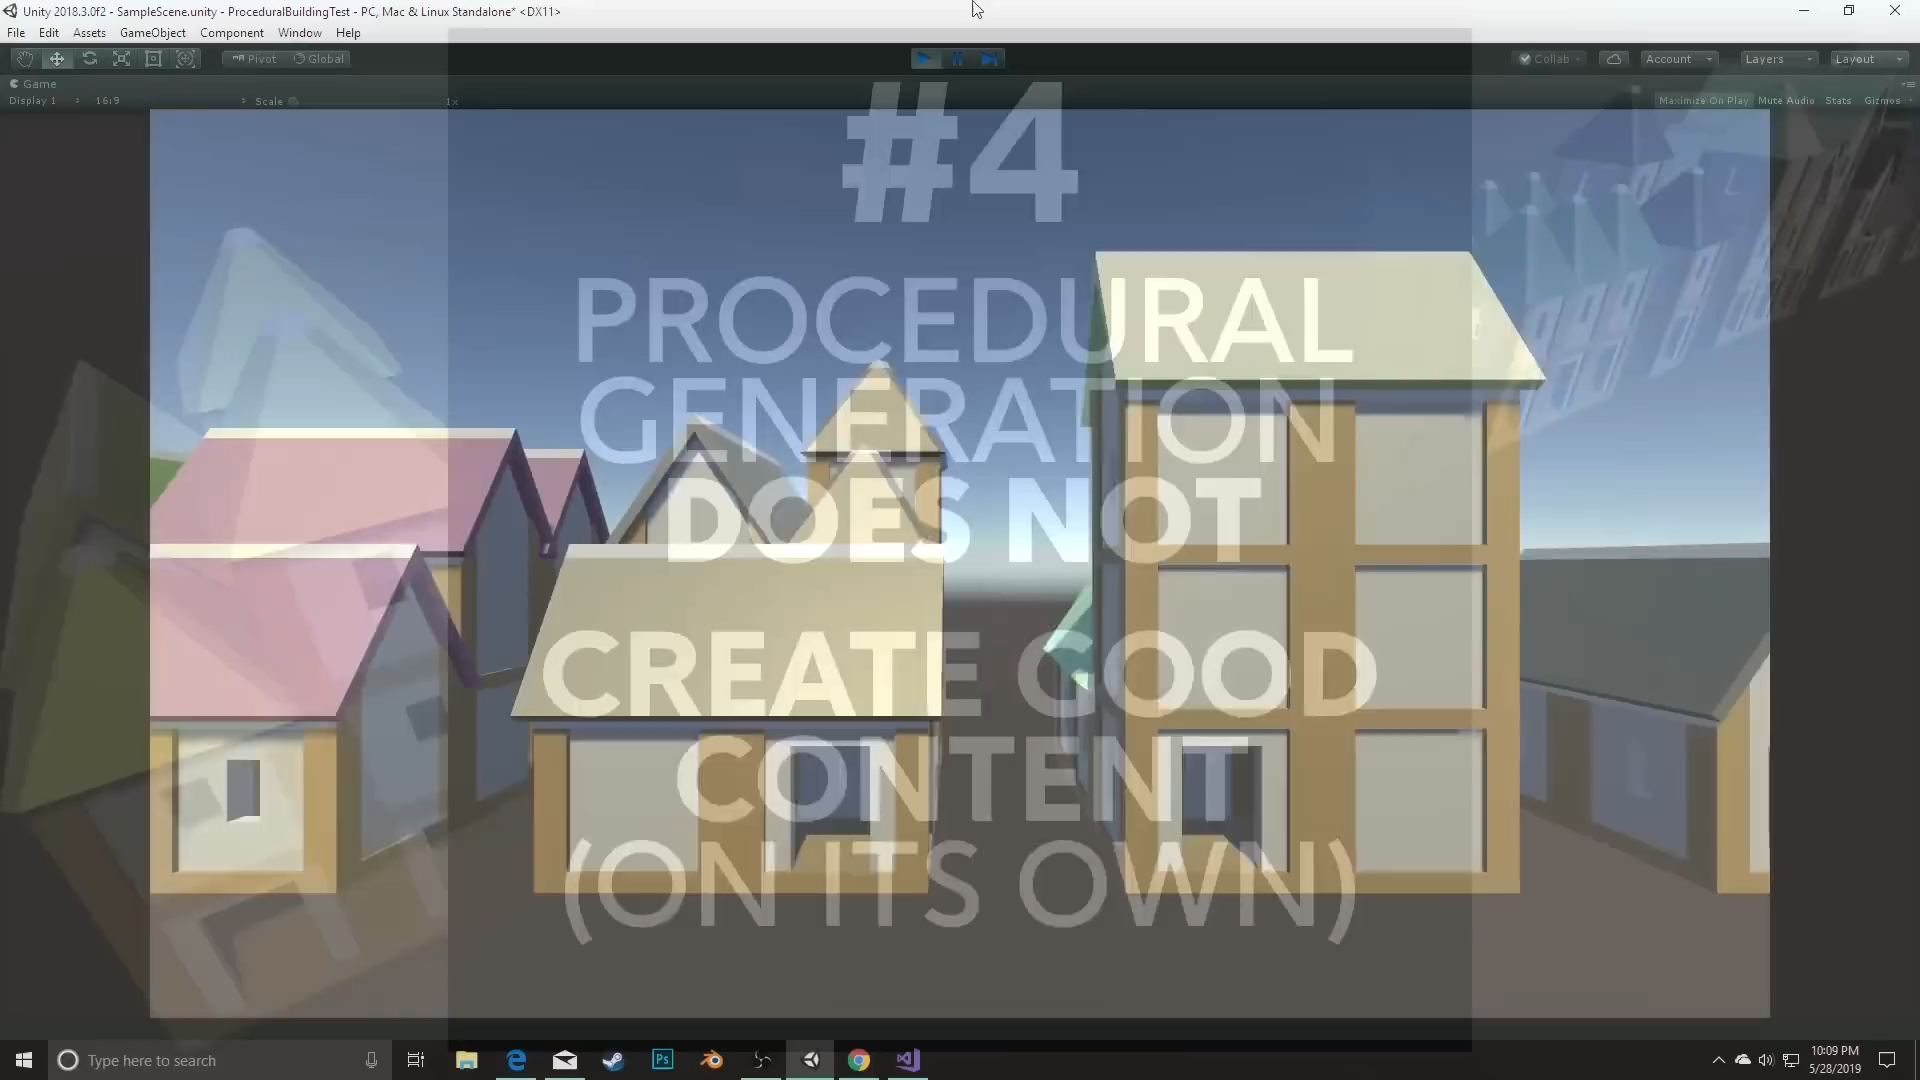 Unity 2018.3.0f2 - SampleScene.unity - ProceduralBuildingTest - PC, Mac & Linux Standalone* <DX11>
File Edit Assets GameObject Component Window Help
Pivot Global Collab Account Layers Layout
Game
Display 1 16:9 Scale 1x Maximize On Play Mute Audio Stats Gizmos
#4
PROCEDURAL
GENERATION
DOES NOT
CREATE GOOD
CONTENT
(ON ITS OWN)
Type here to search
Ps
10:09 PM
5/28/2019